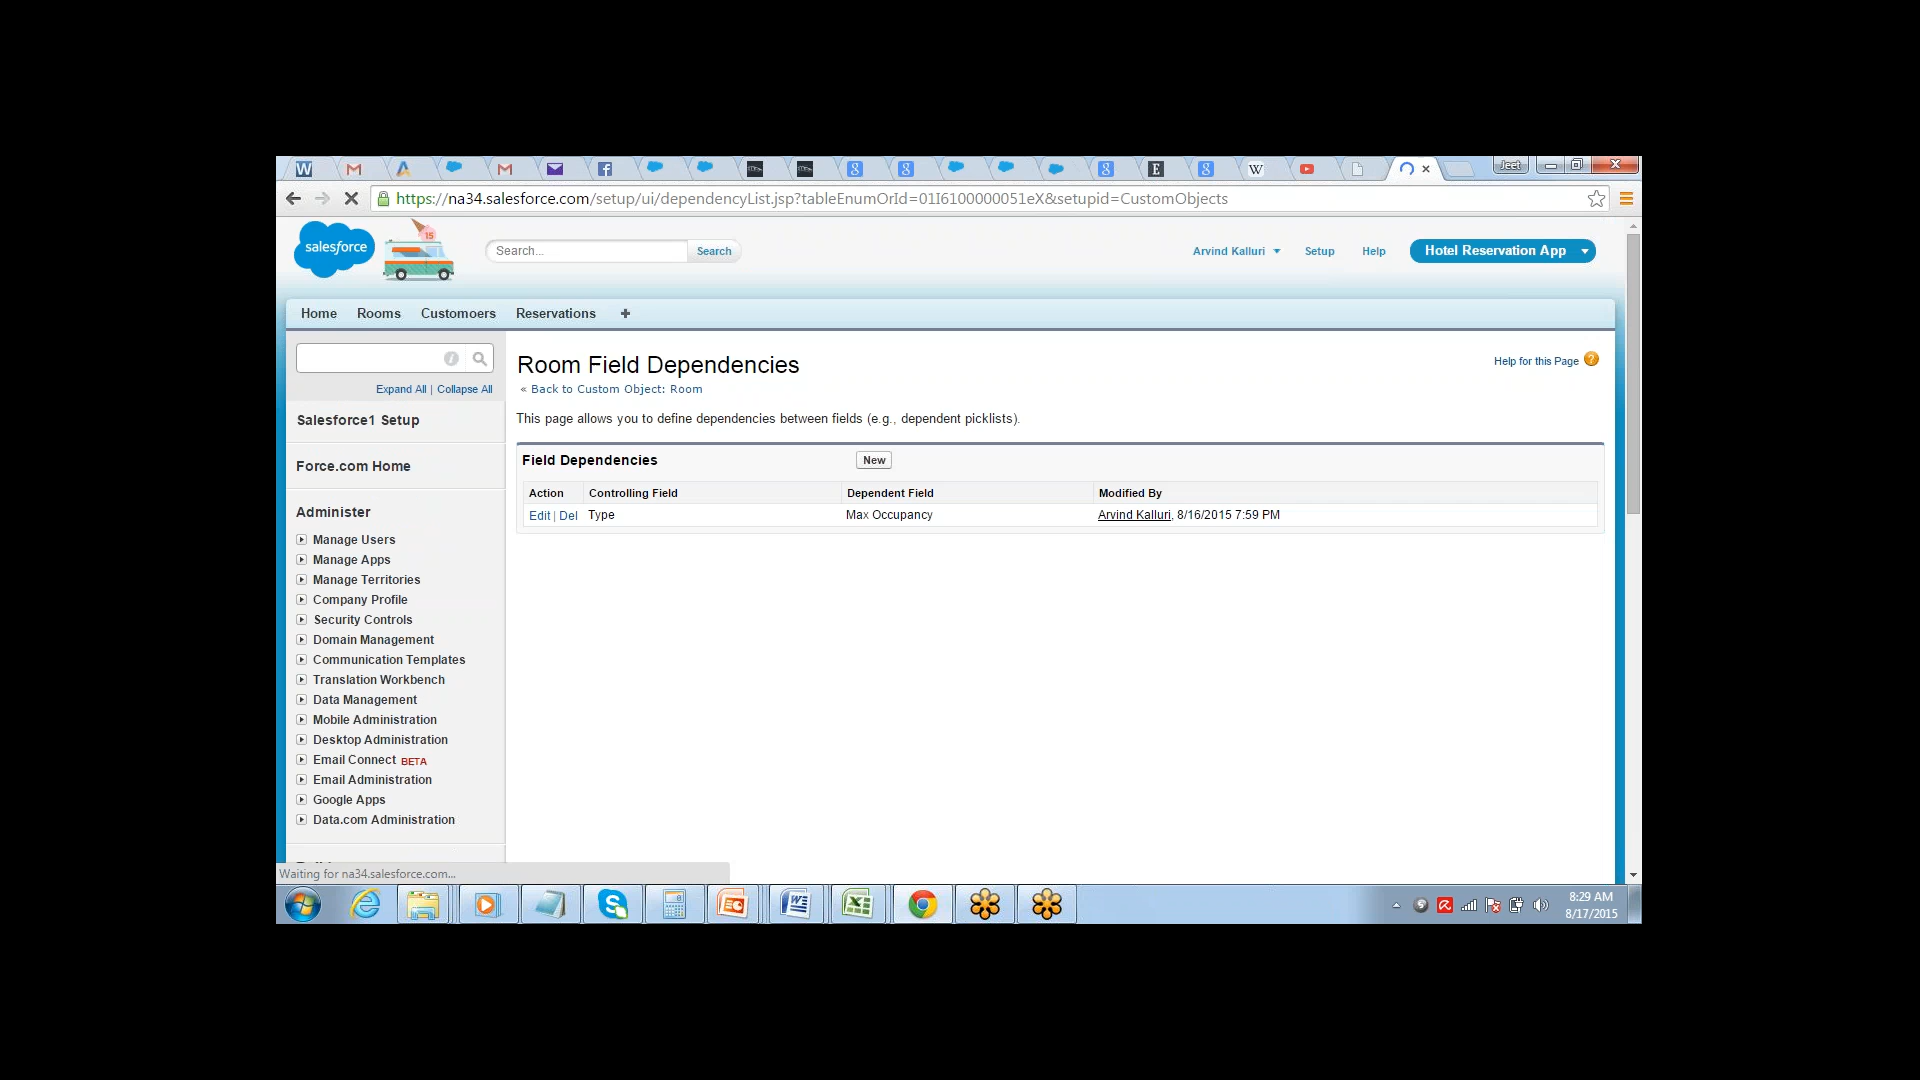 Jeet
https://na34.salesforce.com/setup/ui/dependencyList.jsp?tableEnumOrId=01I6100000051eX&setupid=CustomObjects
salesforce
15
Search...
Search
Arvind Kalluri
Setup
Help
Hotel Reservation App
Home
Rooms
Customoers
Reservations
Expand All | Collapse All
Salesforce1 Setup
Force.com Home
Administer
Manage Users
Manage Apps
Manage Territories
Company Profile
Security Controls
Domain Management
Communication Templates
Translation Workbench
Data Management
Mobile Administration
Desktop Administration
Email Connect BETA
Email Administration
Google Apps
Data.com Administration
Room Field Dependencies
Help for this Page
« Back to Custom Object: Room
This page allows you to define dependencies between fields (e.g., dependent picklists).
Field Dependencies
New
Action Controlling Field Dependent Field Modified By
Edit | Del Type Max Occupancy Arvind Kalluri, 8/16/2015 7:59 PM
Waiting for na34.salesforce.com...
8:29 AM
8/17/2015